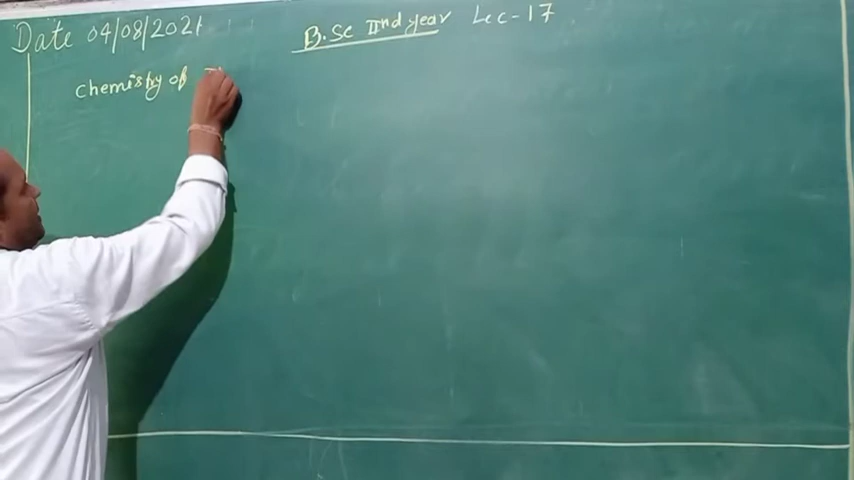 Date 04/08/2021 B.Sc IInd year Lec-17
Chemistry of